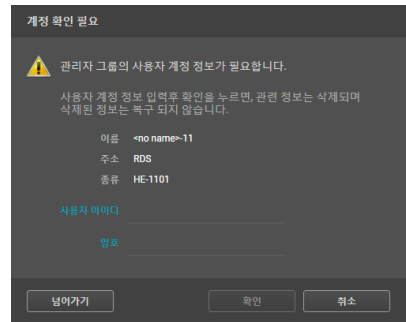 계정 확인 필요
관리자 그룹의 사용자 계정 정보가 필요합니다.
사용자 계정 정보 입력후 확인을 누르면, 관련 정보는 삭제되며
삭제된 정보는 복구 되지 않습니다.
이름 <no name>-11
주소 RDS
종류 HE-1101
사용자 아이디
암호
넘어가기 확인 취소